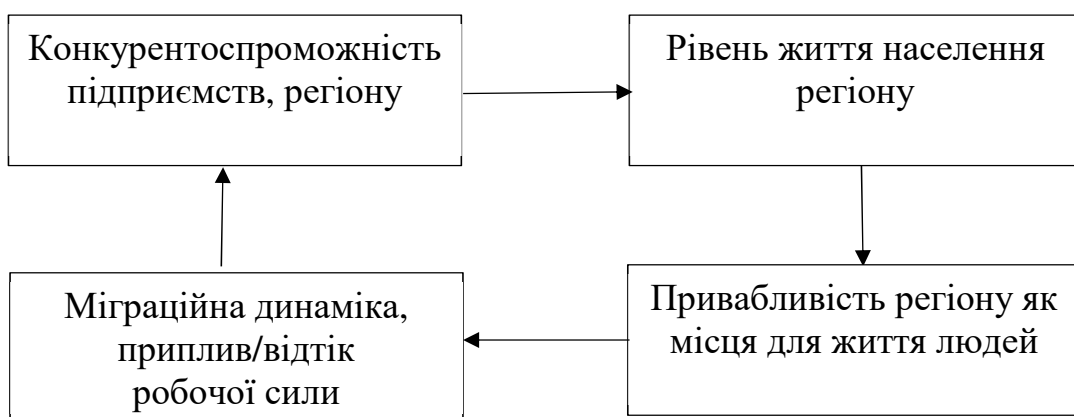 Конкурентоспроможність
підприємств, регіону
Рівень життя населення
регіону
Привабливість регіону як
місця для життя людей
Міграційна динаміка,
приплив/відтік
робочої сили